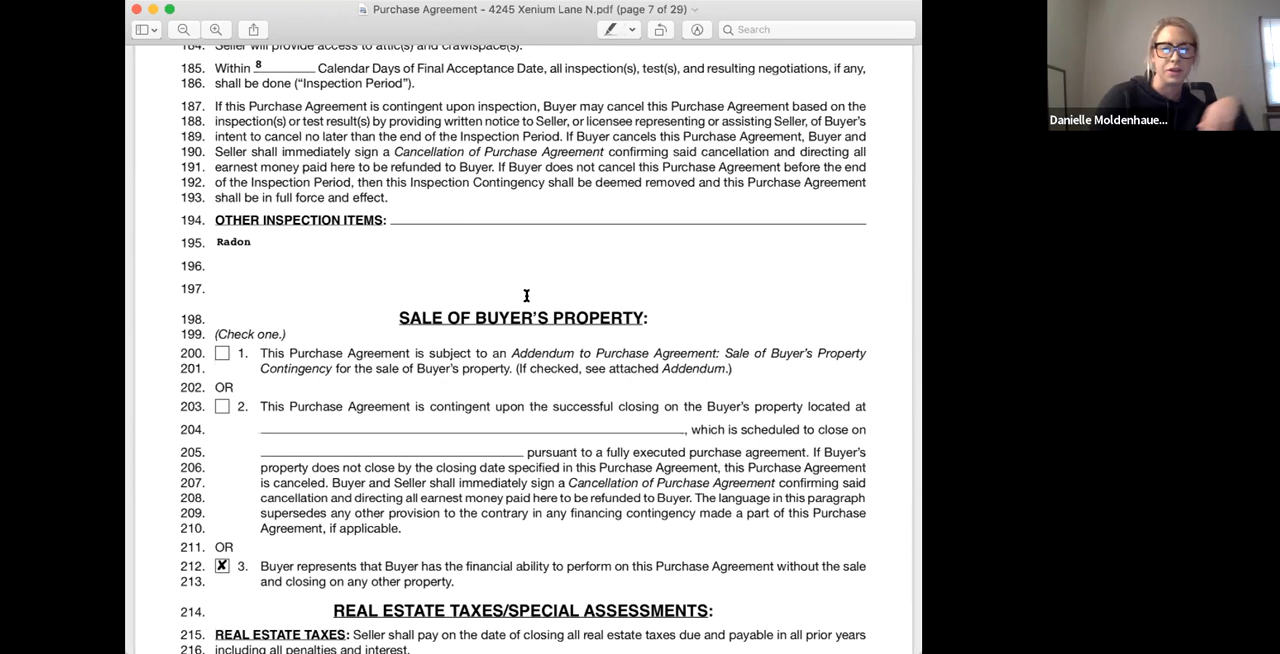 Purchase Agreement - 4245 Xenium Lane N.pdf (page 7 of 29)
Search
184. Seller will provide access to attic(s) and crawlspace(s).
185. Within 8 Calendar Days of Final Acceptance Date, all inspection(s), test(s), and resulting negotiations, if any,
186. shall be done (“Inspection Period”).
187. If this Purchase Agreement is contingent upon inspection, Buyer may cancel this Purchase Agreement based on the
188. inspection(s) or test result(s) by providing written notice to Seller, or licensee representing or assisting Seller, of Buyer’s
189. intent to cancel no later than the end of the Inspection Period. If Buyer cancels this Purchase Agreement, Buyer and
190. Seller shall immediately sign a Cancellation of Purchase Agreement confirming said cancellation and directing all
191. earnest money paid here to be refunded to Buyer. If Buyer does not cancel this Purchase Agreement before the end
192. of the Inspection Period, then this Inspection Contingency shall be deemed removed and this Purchase Agreement
193. shall be in full force and effect.
194. OTHER INSPECTION ITEMS:
195. Radon
196.
197.
198. SALE OF BUYER’S PROPERTY:
199. (Check one.)
200. 1. This Purchase Agreement is subject to an Addendum to Purchase Agreement: Sale of Buyer’s Property
201. Contingency for the sale of Buyer’s property. (If checked, see attached Addendum.)
202. OR
203. 2. This Purchase Agreement is contingent upon the successful closing on the Buyer’s property located at
204. , which is scheduled to close on
205. pursuant to a fully executed purchase agreement. If Buyer’s
206. property does not close by the closing date specified in this Purchase Agreement, this Purchase Agreement
207. is canceled. Buyer and Seller shall immediately sign a Cancellation of Purchase Agreement confirming said
208. cancellation and directing all earnest money paid here to be refunded to Buyer. The language in this paragraph
209. supersedes any other provision to the contrary in any financing contingency made a part of this Purchase
210. Agreement, if applicable.
211. OR
212. X 3. Buyer represents that Buyer has the financial ability to perform on this Purchase Agreement without the sale
213. and closing on any other property.
214. REAL ESTATE TAXES/SPECIAL ASSESSMENTS:
215. REAL ESTATE TAXES: Seller shall pay on the date of closing all real estate taxes due and payable in all prior years
216. including all penalties and interest.
Danielle Moldenhaue...